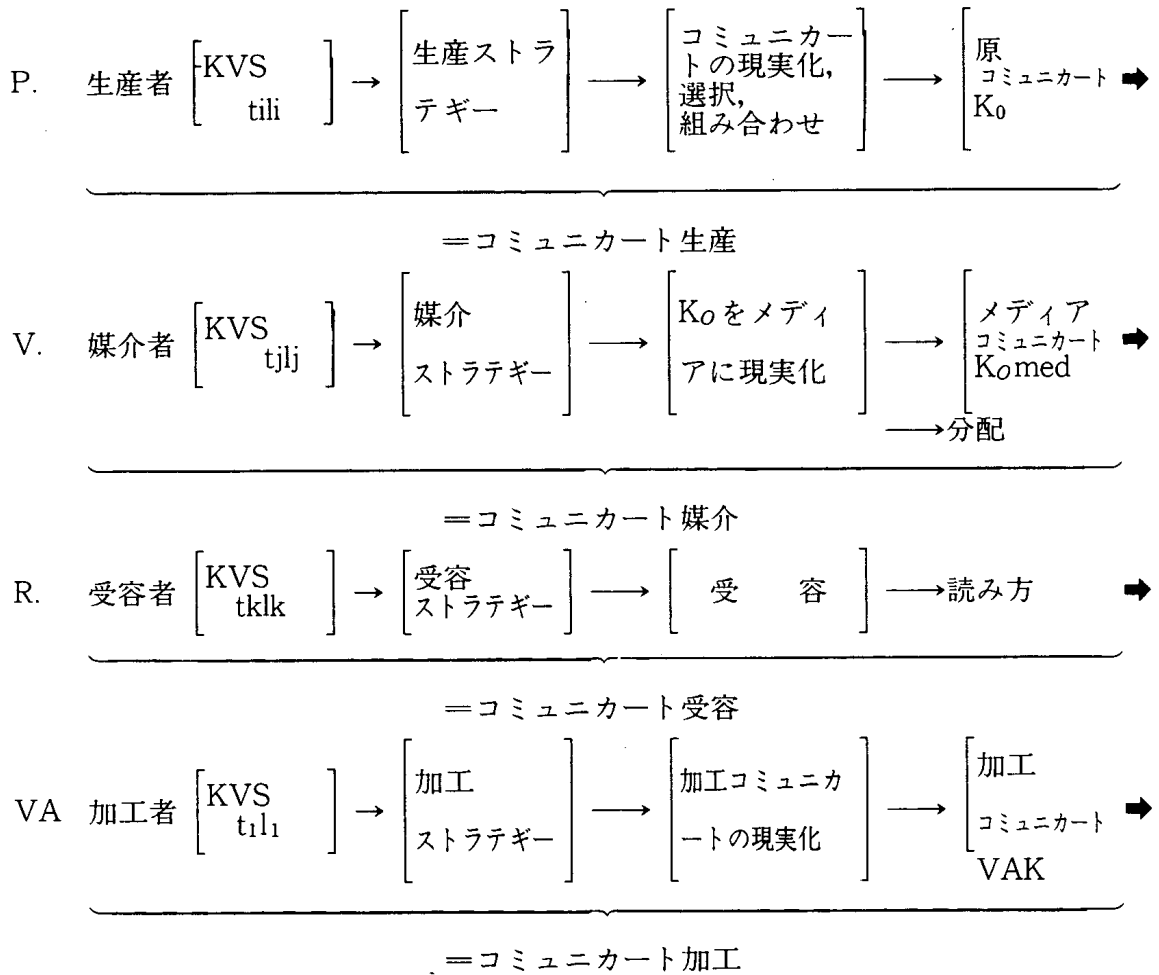 P. 生産者 [KVS tili] → [生産ストラテギー] → [コミュニカートの現実化, 選択, 組み合わせ] → [原コミュニカート K₀ ➡
＝コミュニカート生産
V. 媒介者 [KVS tjlj] → [媒介ストラテギー] → [Koをメディアに現実化] → [メディアコミュニカート Komed ➡
→分配
＝コミュニカート媒介
R. 受容者 [KVS tklk] → [受容ストラテギー] → [受 容] →読み方 ➡
＝コミュニカート受容
VA 加工者 [KVS t₁l₁] → [加工ストラテギー] → [加工コミュニカートの現実化] → [加工コミュニカート VAK ➡
＝コミュニカート加工